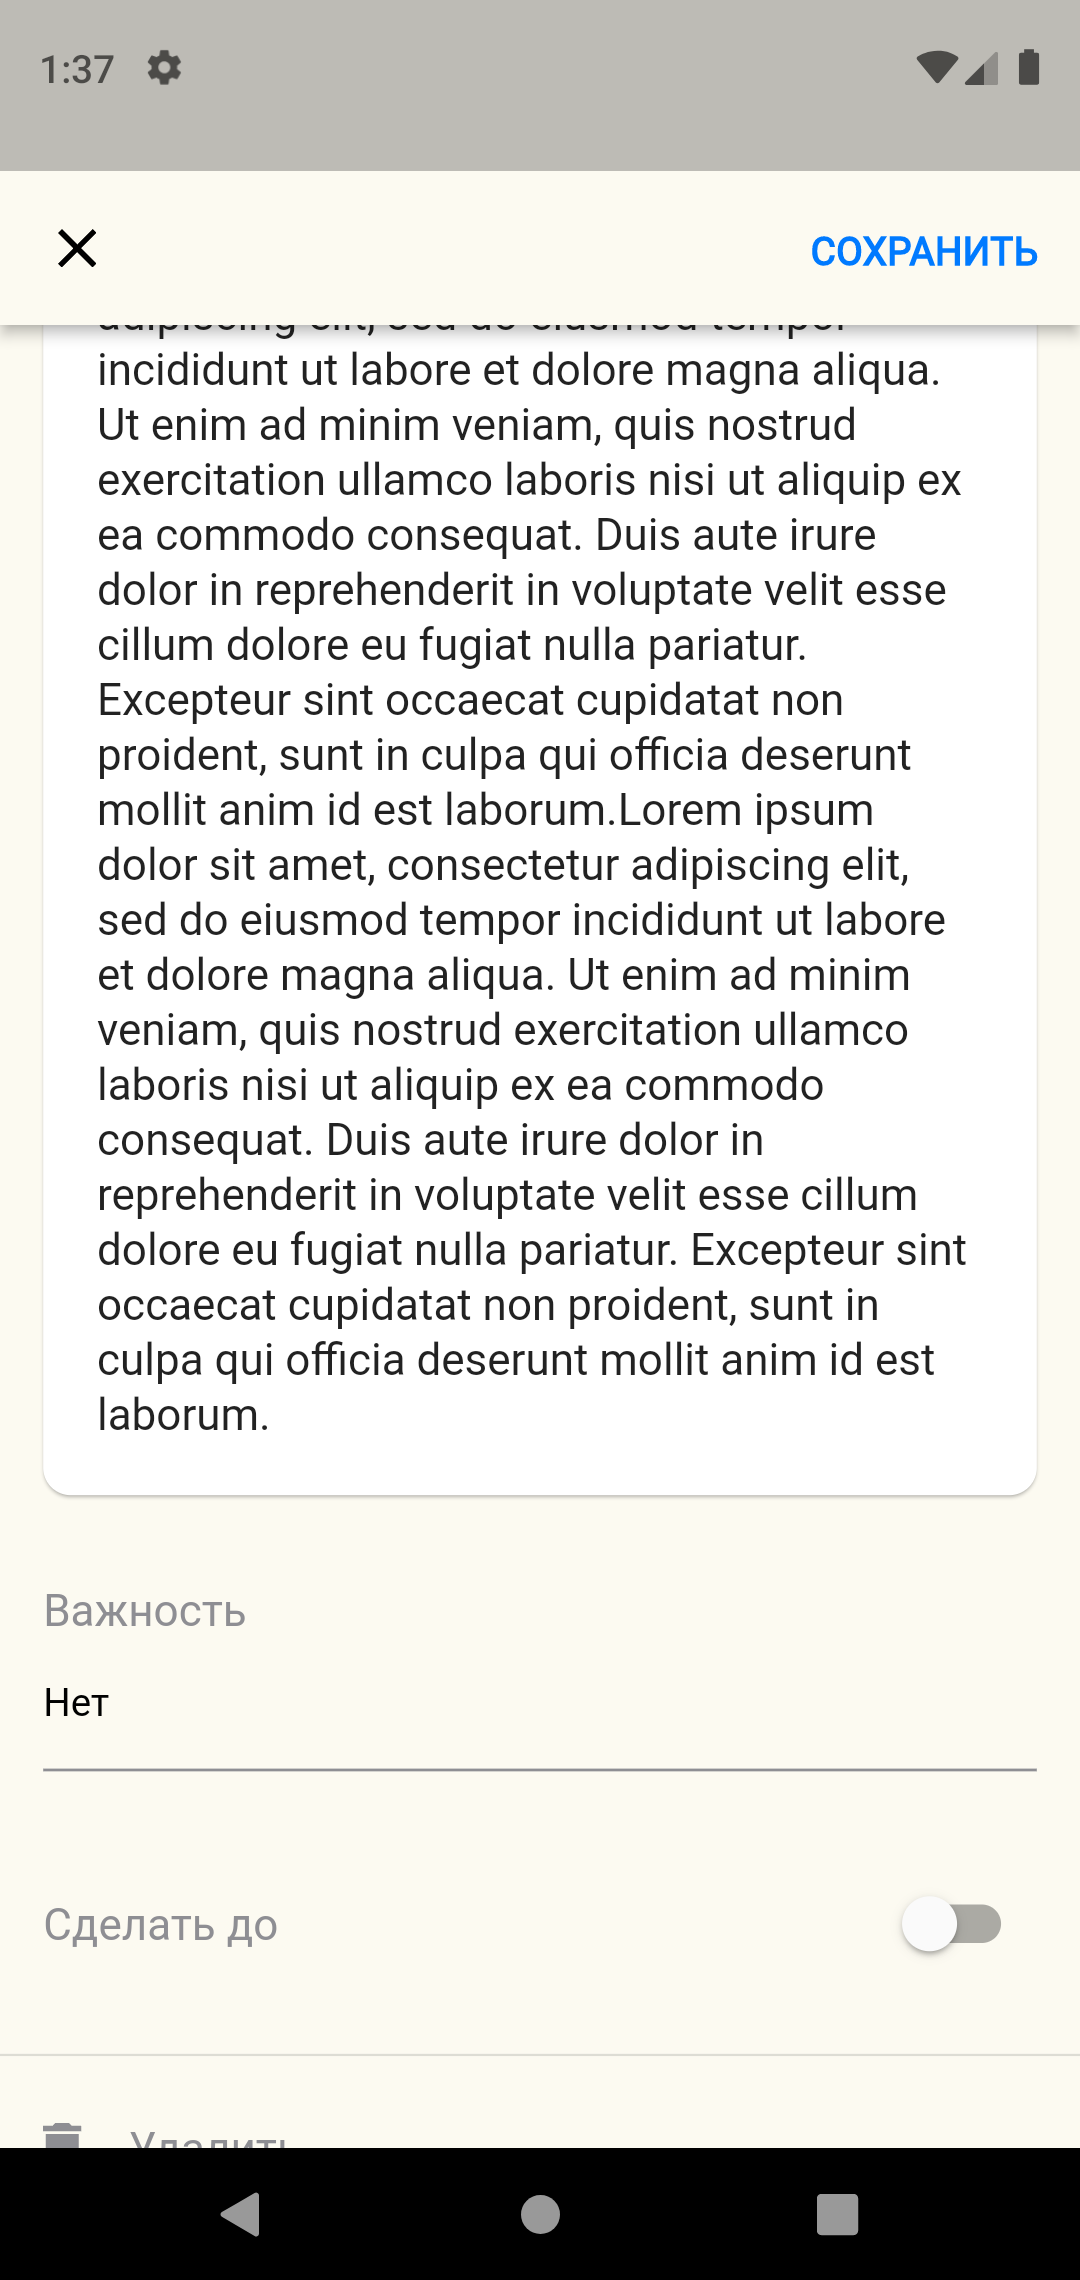 1:37
СОХРАНИТЬ
adipiscing elit, sed do eiusmod tempor
incididunt ut labore et dolore magna aliqua.
Ut enim ad minim veniam, quis nostrud
exercitation ullamco laboris nisi ut aliquip ex
ea commodo consequat. Duis aute irure
dolor in reprehenderit in voluptate velit esse
cillum dolore eu fugiat nulla pariatur.
Excepteur sint occaecat cupidatat non
proident, sunt in culpa qui officia deserunt
mollit anim id est laborum.Lorem ipsum
dolor sit amet, consectetur adipiscing elit,
sed do eiusmod tempor incididunt ut labore
et dolore magna aliqua. Ut enim ad minim
veniam, quis nostrud exercitation ullamco
laboris nisi ut aliquip ex ea commodo
consequat. Duis aute irure dolor in
reprehenderit in voluptate velit esse cillum
dolore eu fugiat nulla pariatur. Excepteur sint
occaecat cupidatat non proident, sunt in
culpa qui officia deserunt mollit anim id est
laborum.
Важность
Нет
Сделать до
Удалить